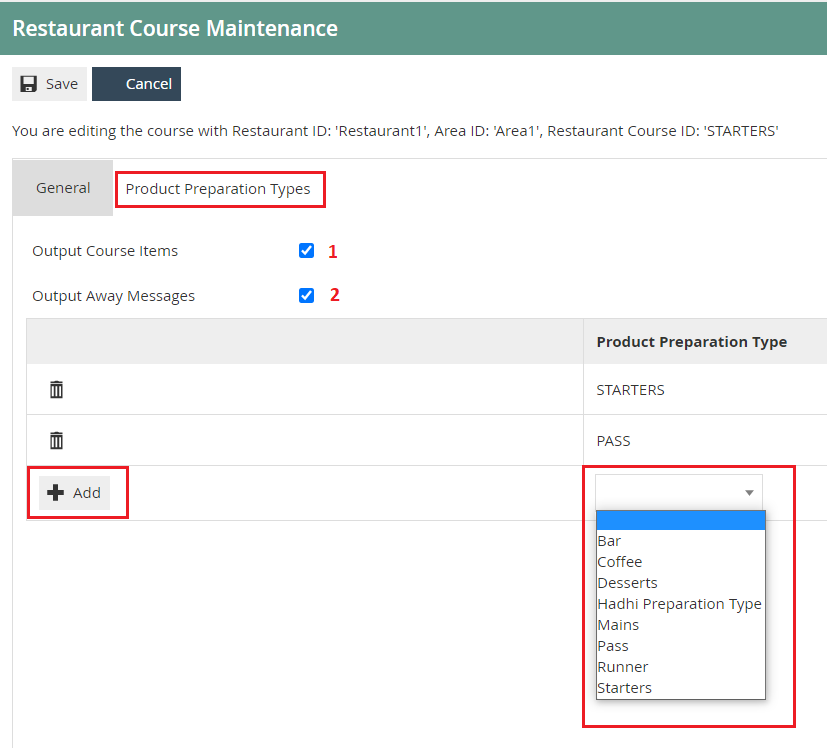 Restaurant Course Maintenance
Save Cancel
You are editing the course with Restaurant ID: 'Restaurant1', Area ID: 'Area1', Restaurant Course ID: 'STARTERS'
General Product Preparation Types
Output Course Items 1
Output Away Messages 2
Product Preparation Type
STARTERS
PASS
Add
Bar
Coffee
Desserts
Hadhi Preparation Type
Mains
Pass
Runner
Starters